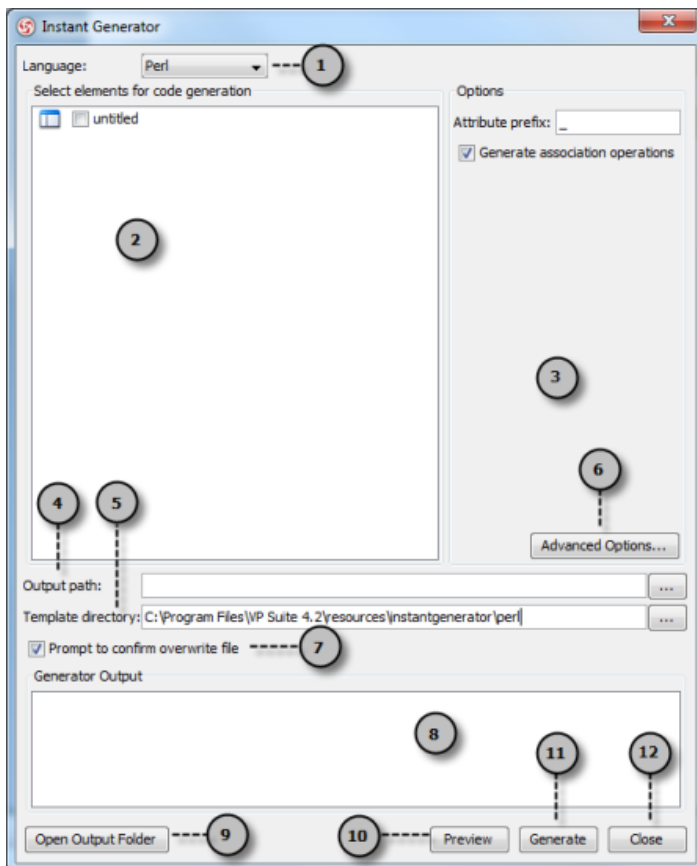 Instant Generator
Language: Perl 1
Select elements for code generation
Options
untitled
Attribute prefix: _
Generate association operations
2
3
6
4 5
Advanced Options...
Output path: ...
Template directory: C:\Program Files\VP Suite 4.2\resources\instantgenerator\perl ...
Prompt to confirm overwrite file 7
Generator Output
8
11 12
Open Output Folder 9 10 Preview Generate Close